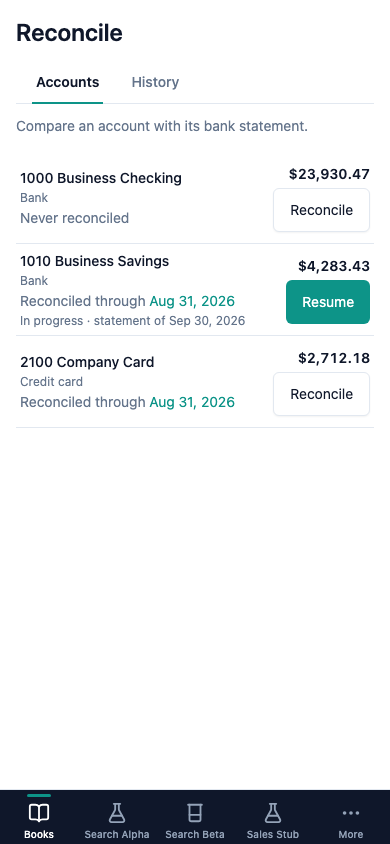 Reconcile
Accounts
History
Compare an account with its bank statement.
1000 Business Checking
Bank
Never reconciled
$23,930.47
Reconcile
1010 Business Savings
Bank
Reconciled through Aug 31, 2026
In progress · statement of Sep 30, 2026
$4,283.43
Resume
2100 Company Card
Credit card
Reconciled through Aug 31, 2026
$2,712.18
Reconcile
Books
Search Alpha
Search Beta
Sales Stub
More